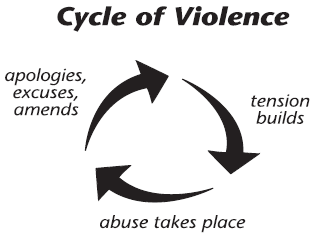 Cycle of Violence
apologies,
excuses,
amends
tension
builds
abuse takes place